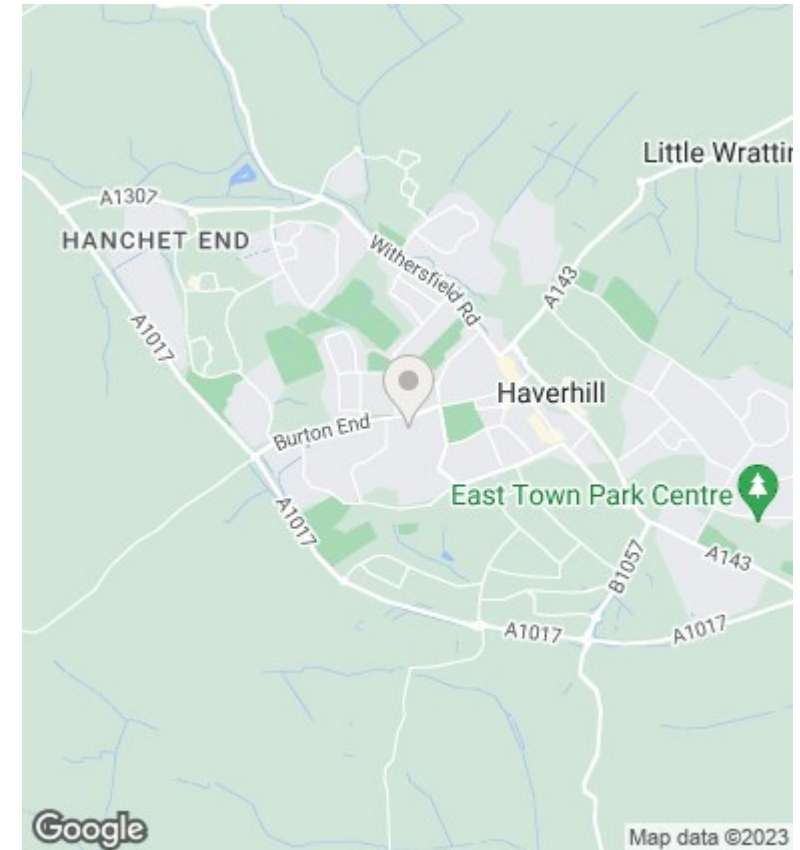 Little Wrattin
A1307
HANCHET END
Withersfield Rd
A143
A1017
Haverhill
Burton End
East Town Park Centre
A1017
A143
B1057
A1017
A1017
Google
Map data ©2023